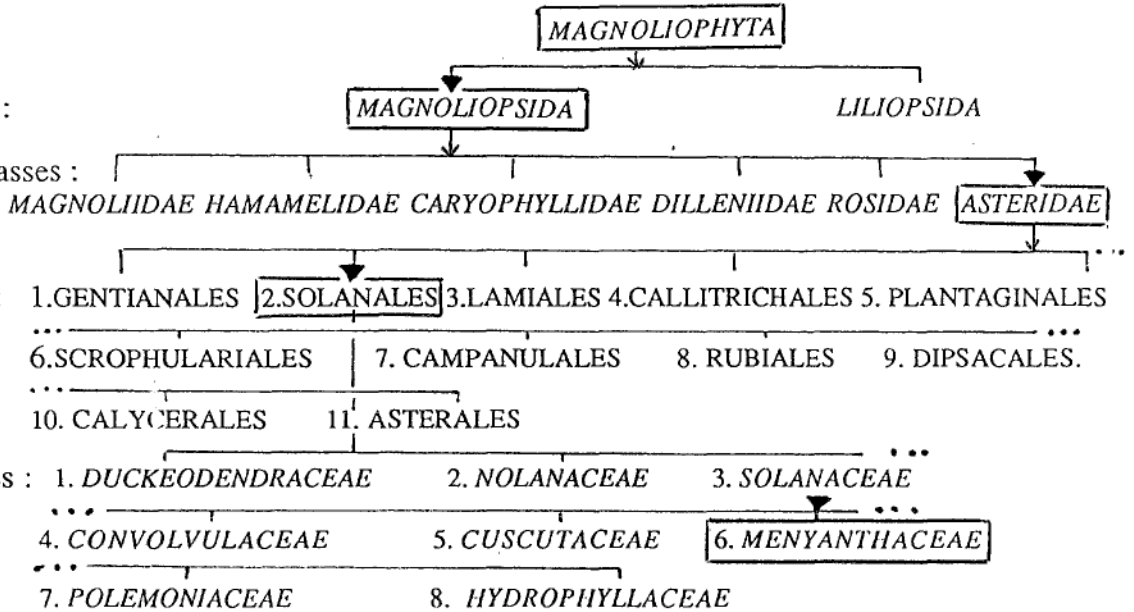 MAGNOLIOPHYTA
: MAGNOLIOPSIDA LILIOPSIDA
asses :
MAGNOLIIDAE HAMAMELIDAE CARYOPHYLLIDAE DILLENIIDAE ROSIDAE ASTERIDAE
: 1.GENTIANALES 2.SOLANALES 3.LAMIALES 4.CALLITRICHALES 5. PLANTAGINALES
6.SCROPHULARIALES 7. CAMPANULALES 8. RUBIALES 9. DIPSACALES.
10. CALYCERALES 11. ASTERALES
s : 1. DUCKEODENDRACEAE 2. NOLANACEAE 3. SOLANACEAE
4. CONVOLVULACEAE 5. CUSCUTACEAE 6. MENYANTHACEAE
7. POLEMONIACEAE 8. HYDROPHYLLACEAE